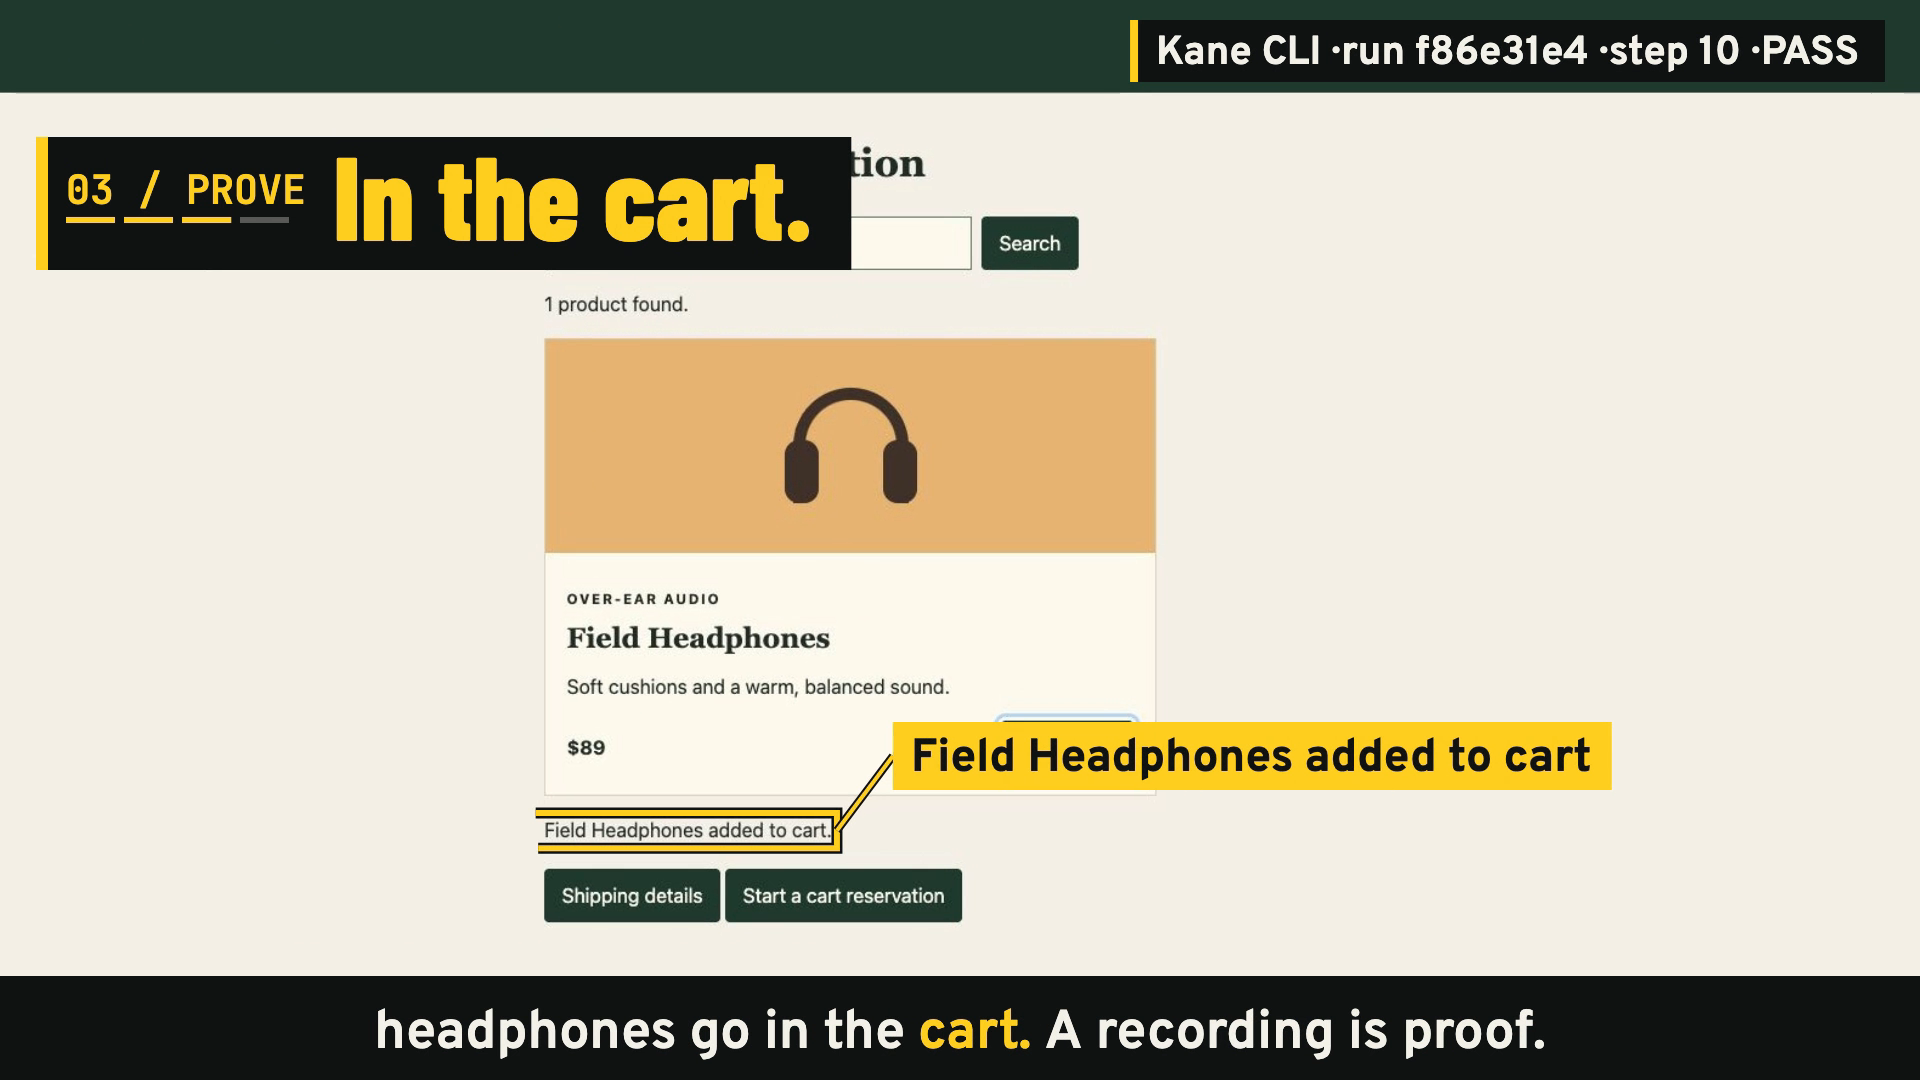 Kane CLI ·run f86e31e4 ·step 10 ·PASS
03 / PROVE
In the cart.
tion
Search
1 product found.
OVER-EAR AUDIO
Field Headphones
Soft cushions and a warm, balanced sound.
$89
Field Headphones added to cart
Field Headphones added to cart.
Shipping details
Start a cart reservation
headphones go in the cart. A recording is proof.